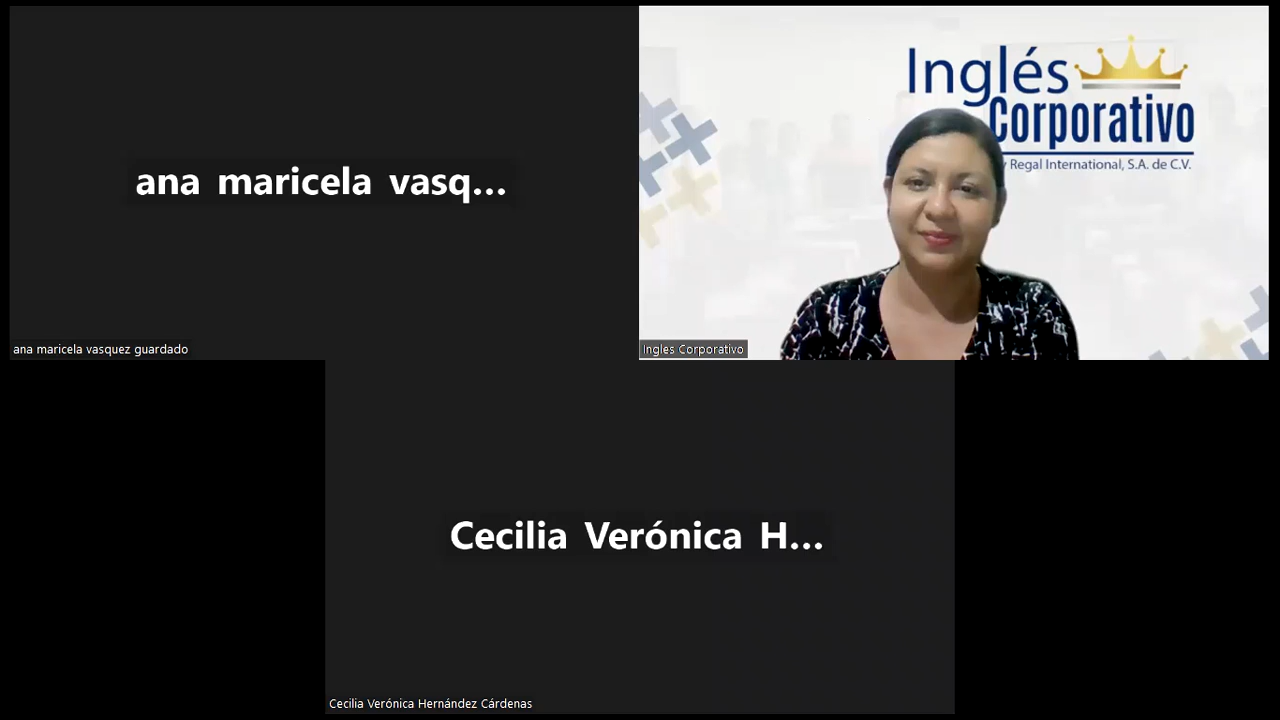 ana maricela vasq...
ana maricela vasquez guardado
Inglés
Corporativo
y Regal International, S.A. de C.V.
Ingles Corporativo
Cecilia Verónica H...
Cecilia Verónica Hernández Cárdenas